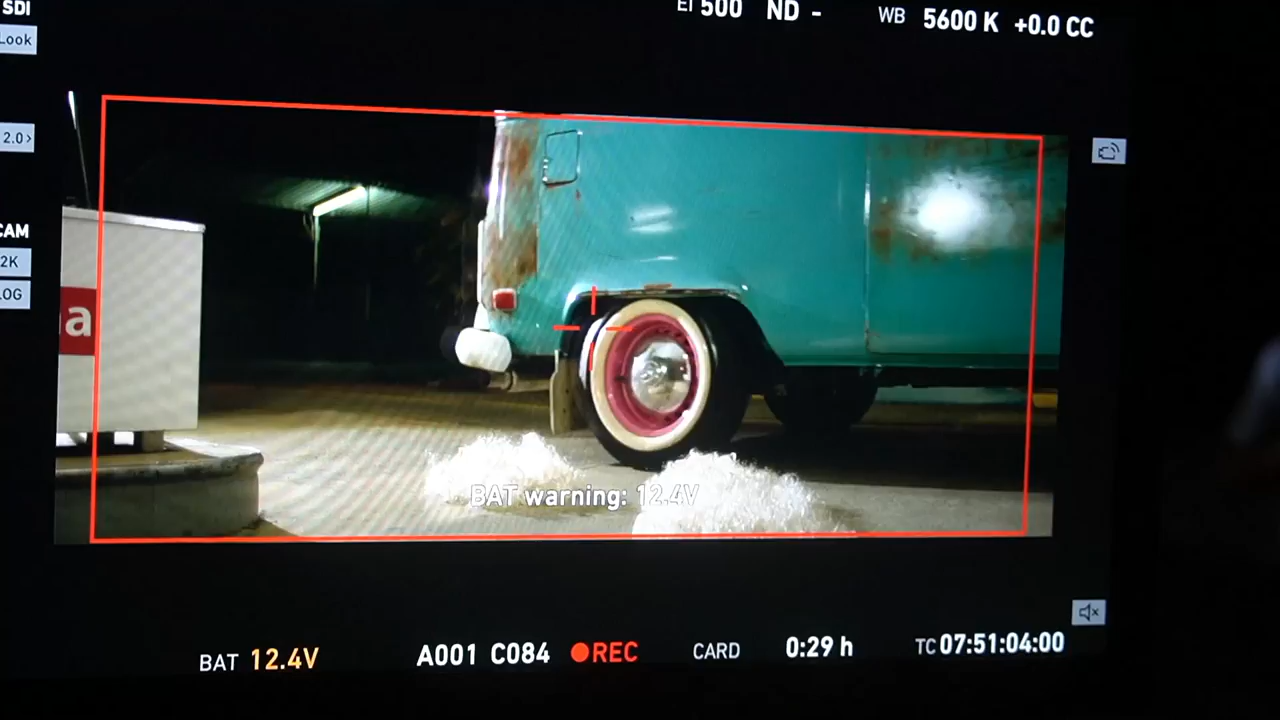 SDI
EI 500 ND - WB 5600 K +0.0 CC
Look
2.0>
CAM
2K
LOG
a
BAT warning: 12.4V
BAT 12.4V A001 C084 REC CARD 0:29 h TC 07:51:04:00